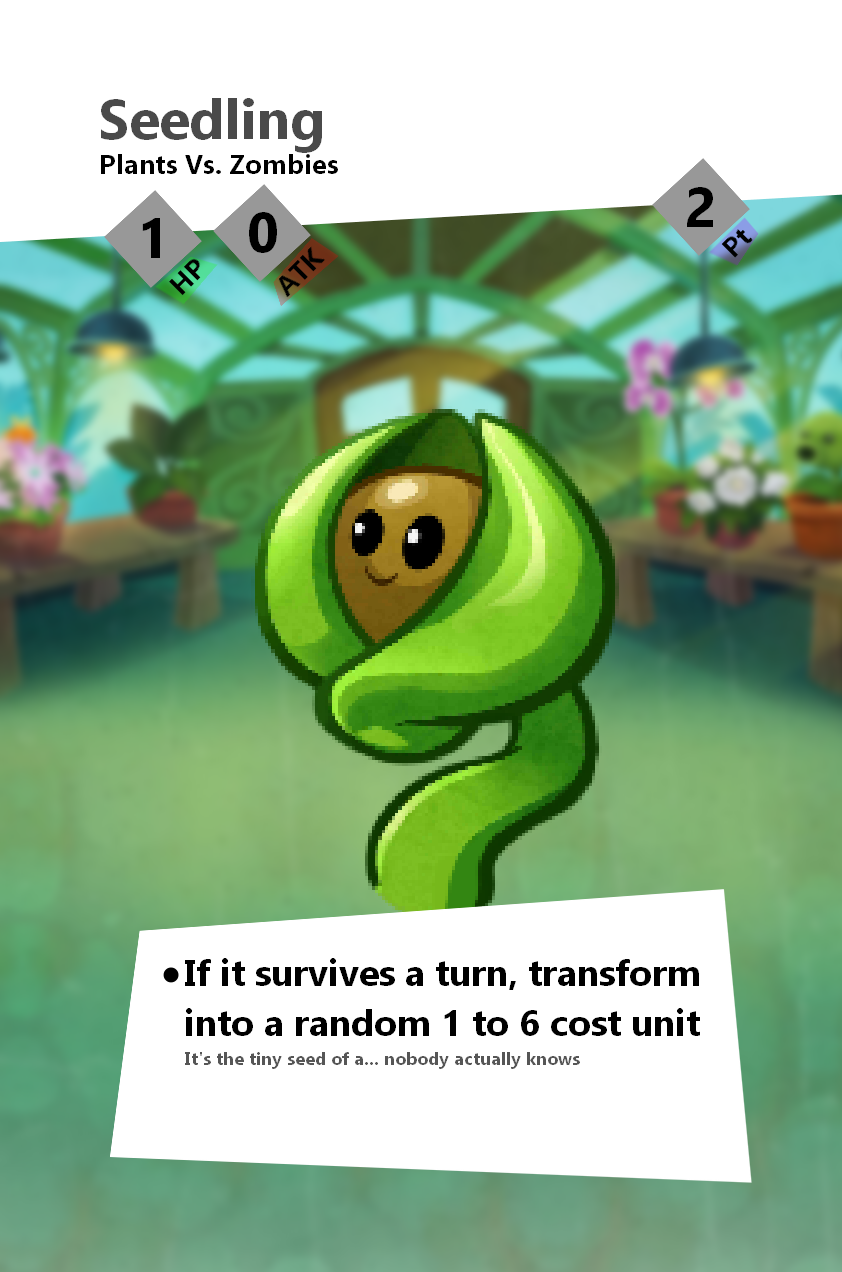 Seedling
Plants Vs. Zombies
1 HP 0 ATK 2 Pt
●If it survives a turn, transform
into a random 1 to 6 cost unit
It's the tiny seed of a... nobody actually knows